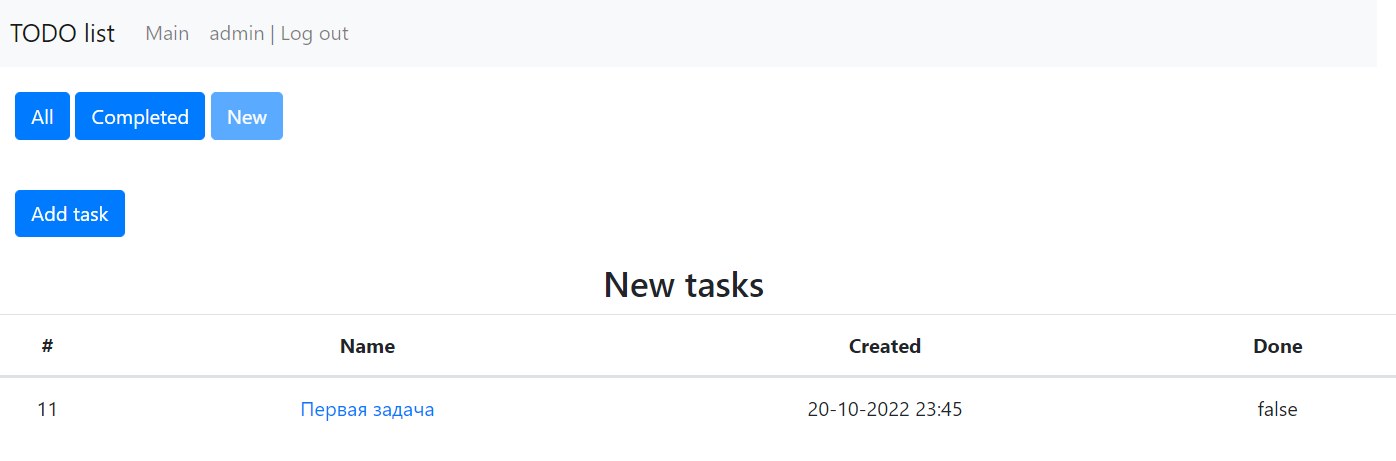 TODO list Main admin | Log out
All Completed New
Add task
New tasks
# Name Created Done
11 Первая задача 20-10-2022 23:45 false